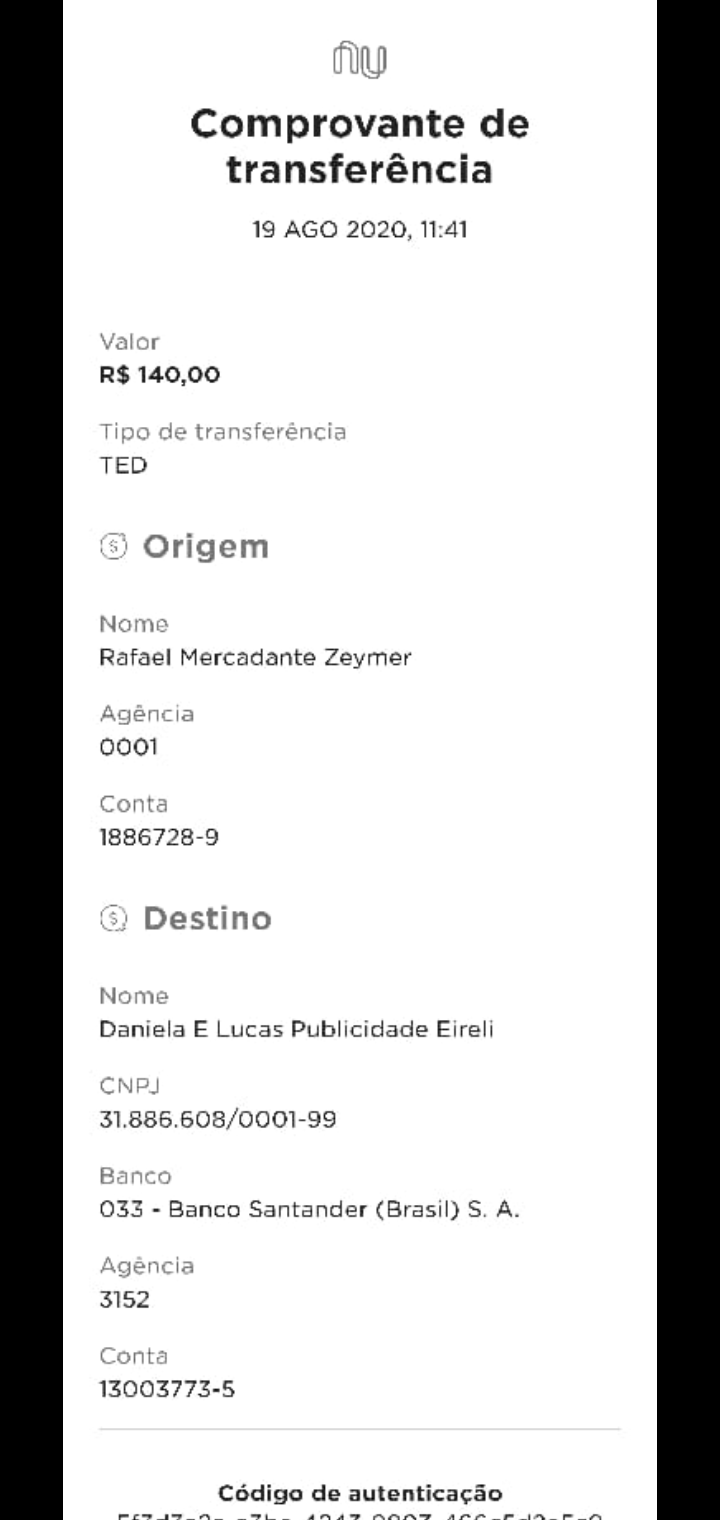 nu
Comprovante de
transferência
19 AGO 2020, 11:41
Valor
R$ 140,00
Tipo de transferência
TED
Origem
Nome
Rafael Mercadante Zeymer
Agência
0001
Conta
1886728-9
Destino
Nome
Daniela E Lucas Publicidade Eireli
CNPJ
31.886.608/0001-99
Banco
033 - Banco Santander (Brasil) S. A.
Agência
3152
Conta
13003773-5
Código de autenticação